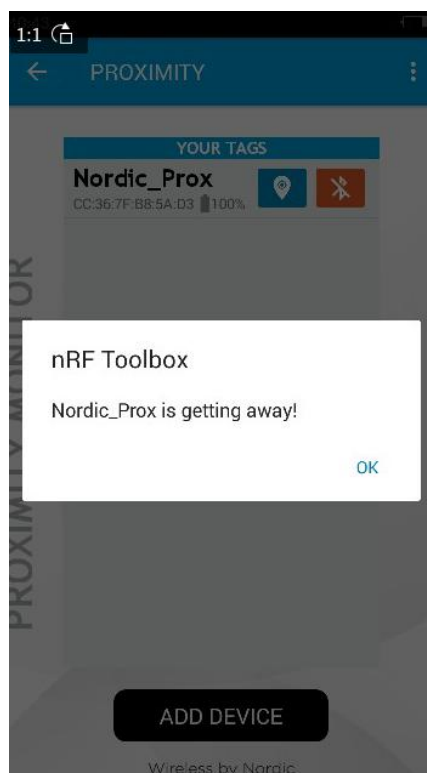 1:1
PROXIMITY
YOUR TAGS
Nordic_Prox
CC:36:7F:B8:5A:D3 100%
PROXIMITY MONITOR
nRF Toolbox
Nordic_Prox is getting away!
OK
ADD DEVICE
Wireless by Nordic